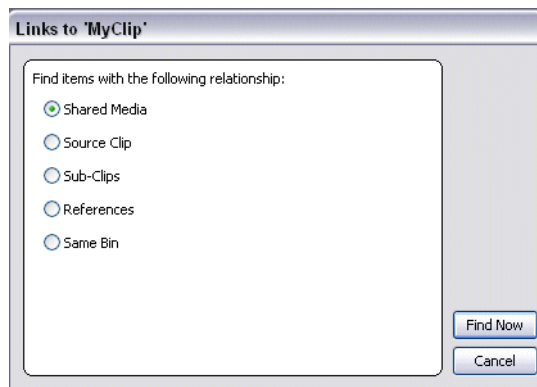 Links to 'MyClip'
Find items with the following relationship:
Shared Media
Source Clip
Sub-Clips
References
Same Bin
Find Now
Cancel